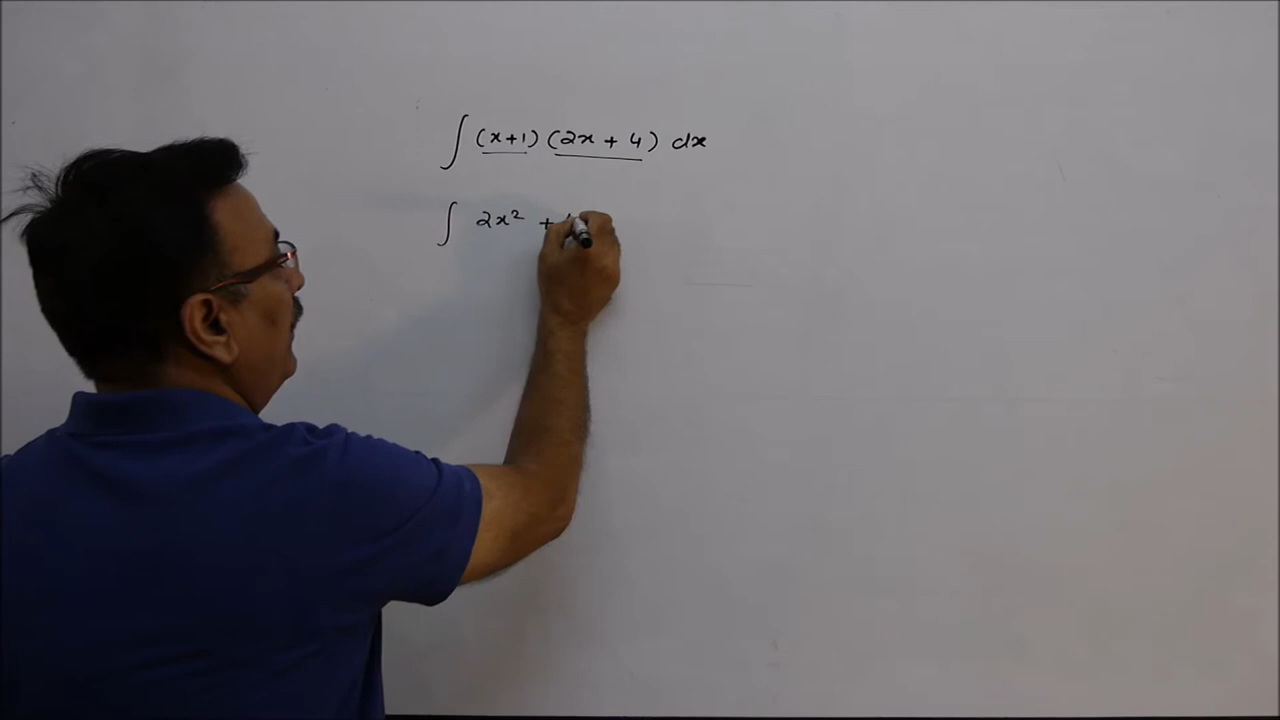 ∫ (x+1) (2x + 4) dx
∫ 2x² +